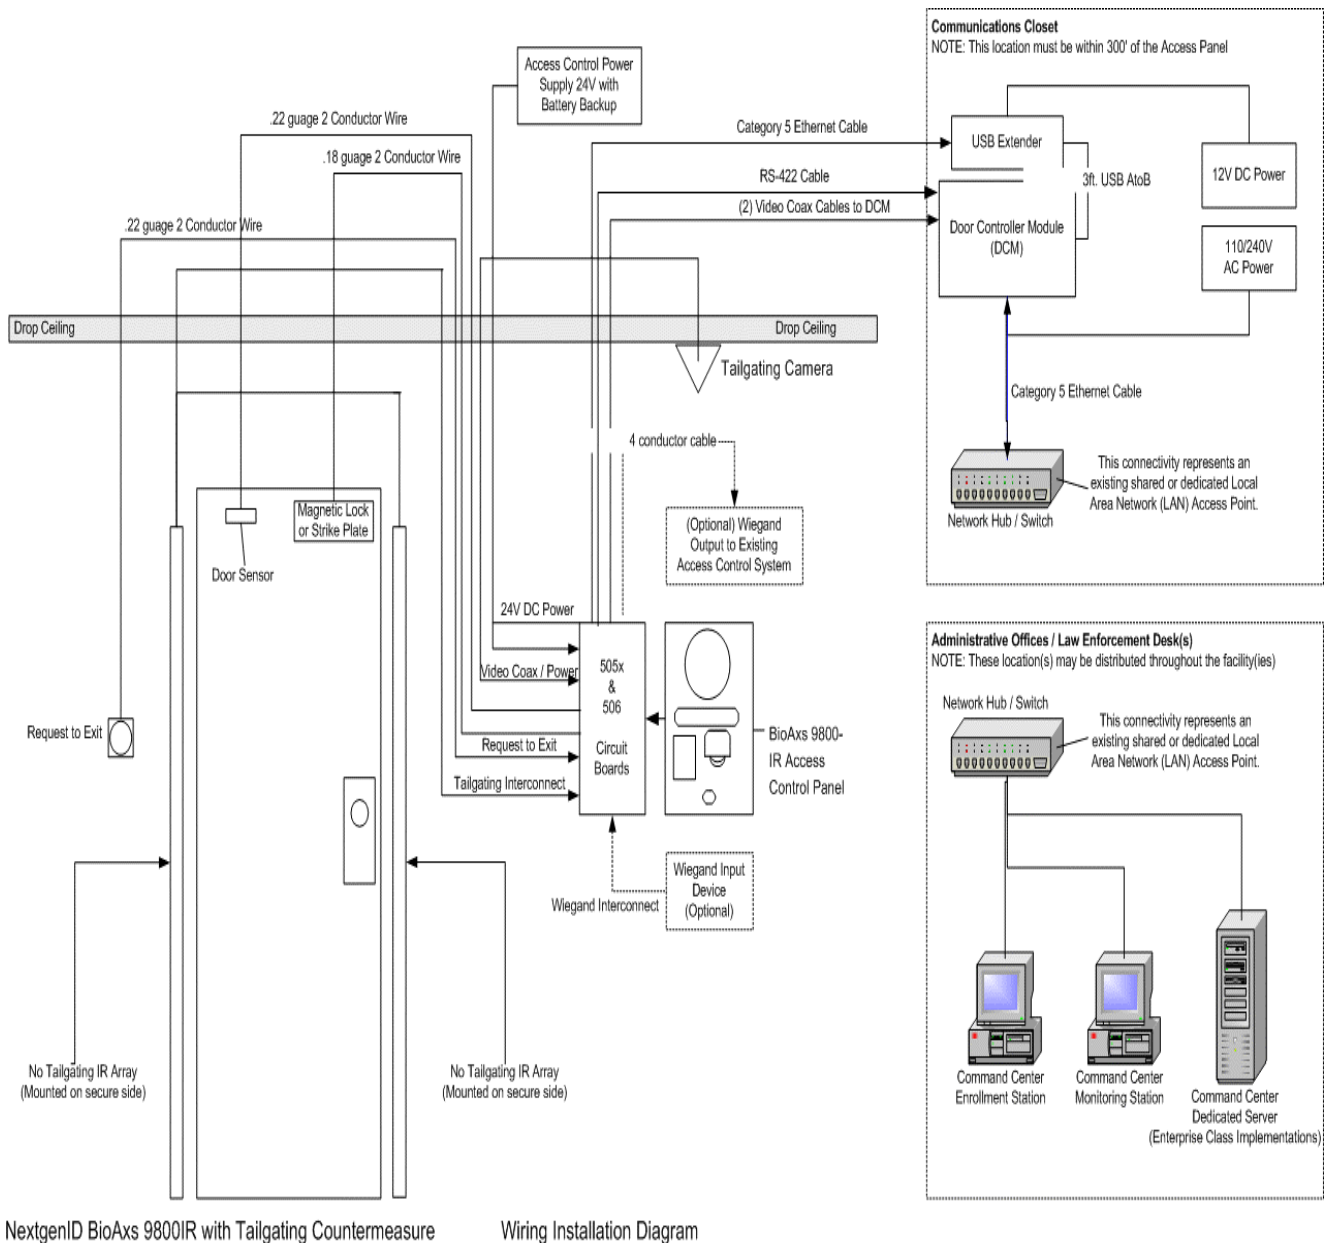 Communications Closet
NOTE: This location must be within 300' of the Access Panel
Access Control Power
Supply 24V with
Battery Backup
.22 guage 2 Conductor Wire
.18 guage 2 Conductor Wire
.22 guage 2 Conductor Wire
Category 5 Ethernet Cable
RS-422 Cable
(2) Video Coax Cables to DCM
USB Extender
3ft. USB AtoB
12V DC Power
Door Controller Module
(DCM)
110/240V
AC Power
Drop Ceiling
Drop Ceiling
Tailgating Camera
Category 5 Ethernet Cable
4 conductor cable
This connectivity represents an
existing shared or dedicated Local
Area Network (LAN) Access Point.
Network Hub / Switch
Magnetic Lock
or Strike Plate
(Optional) Wiegand
Output to Existing
Access Control System
Door Sensor
24V DC Power
Video Coax / Power
505x
&
506
Circuit
Boards
Request to Exit
Request to Exit
Tailgating Interconnect
BioAxs 9800-
IR Access
Control Panel
Wiegand Input
Device
(Optional)
Wiegand Interconnect
Administrative Offices / Law Enforcement Desk(s)
NOTE: These location(s) may be distributed throughout the facility(ies)
Network Hub / Switch
This connectivity represents an
existing shared or dedicated Local
Area Network (LAN) Access Point.
No Tailgating IR Array
(Mounted on secure side)
No Tailgating IR Array
(Mounted on secure side)
Command Center
Enrollment Station
Command Center
Monitoring Station
Command Center
Dedicated Server
(Enterprise Class Implementations)
NextgenID BioAxs 9800IR with Tailgating Countermeasure
Wiring Installation Diagram